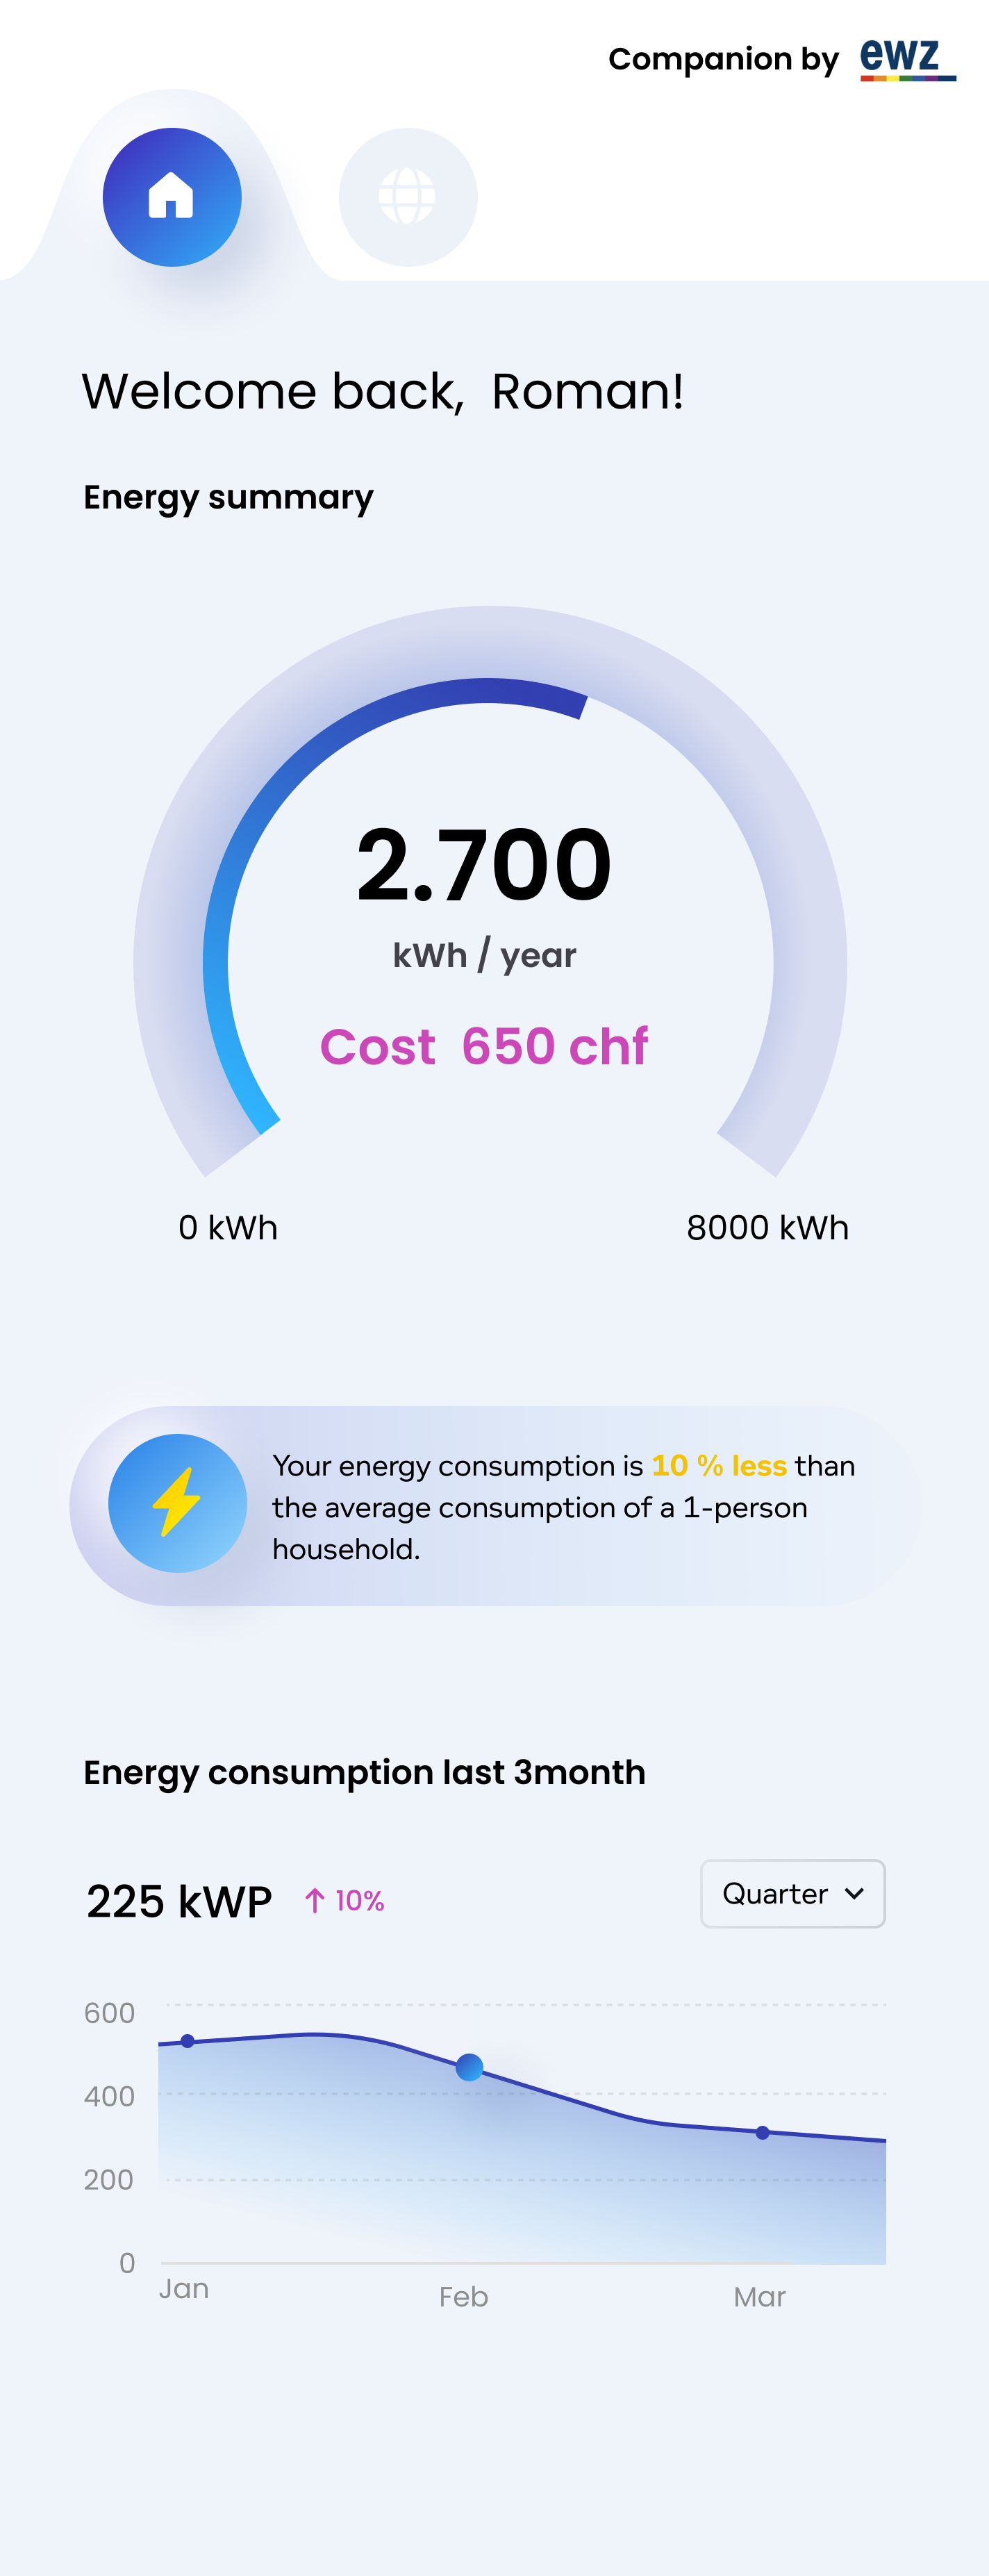 Companion by ewz
Welcome back, Roman!
Energy summary
2.700
kWh / year
Cost 650 chf
0 kWh
8000 kWh
Your energy consumption is 10 % less than
the average consumption of a 1-person
household.
Energy consumption last 3month
225 kWP ↑ 10%
Quarter
600
400
200
0
Jan
Feb
Mar